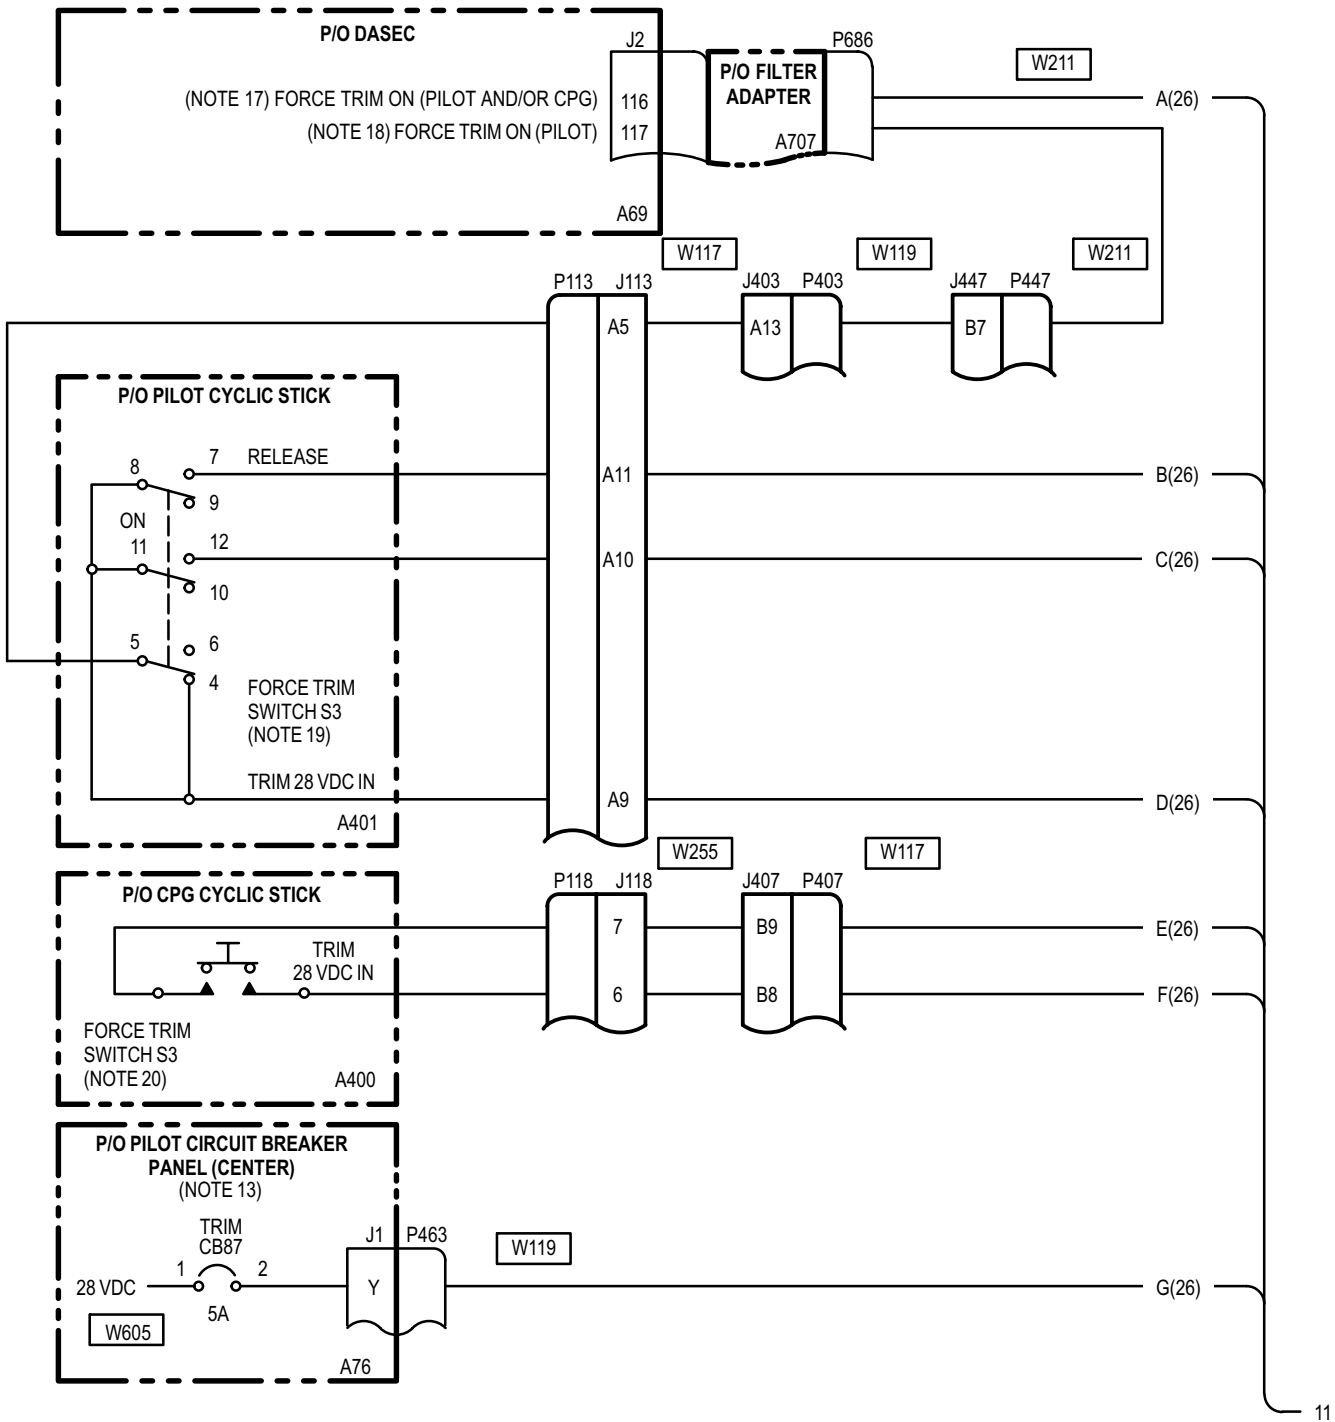 P/O DASEC
J2
P686
W211
P/O FILTER
ADAPTER
(NOTE 17) FORCE TRIM ON (PILOT AND/OR CPG)
116
A(26)
(NOTE 18) FORCE TRIM ON (PILOT)
117
A707
A69
W117
W119
W211
P113
J113
J403
P403
J447
P447
A5
A13
B7
P/O PILOT CYCLIC STICK
7
RELEASE
8
A11
B(26)
9
ON
11
12
A10
C(26)
10
5
6
4
FORCE TRIM
SWITCH S3
(NOTE 19)
TRIM 28 VDC IN
A9
D(26)
A401
W255
W117
P/O CPG CYCLIC STICK
P118
J118
J407
P407
7
B9
E(26)
TRIM
28 VDC IN
6
B8
F(26)
FORCE TRIM
SWITCH S3
(NOTE 20)
A400
P/O PILOT CIRCUIT BREAKER
PANEL (CENTER)
(NOTE 13)
TRIM
CB87
J1
P463
W119
1
2
28 VDC
Y
G(26)
5A
W605
A76
11